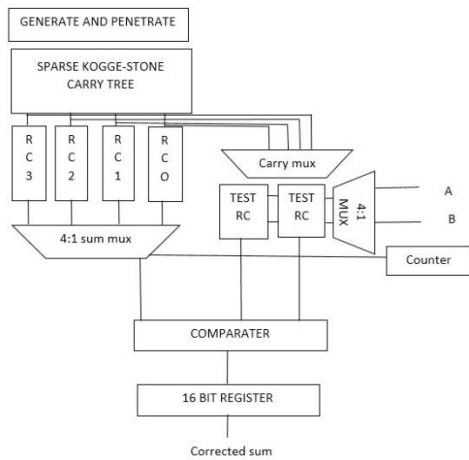 GENERATE AND PENETRATE
SPARSE KOGGE-STONE
CARRY TREE
R
C
3
R
C
2
R
C
1
R
C
O
Carry mux
TEST
RC
TEST
RC
4:1
MUX
A
B
4:1 sum mux
Counter
COMPARATER
16 BIT REGISTER
Corrected sum